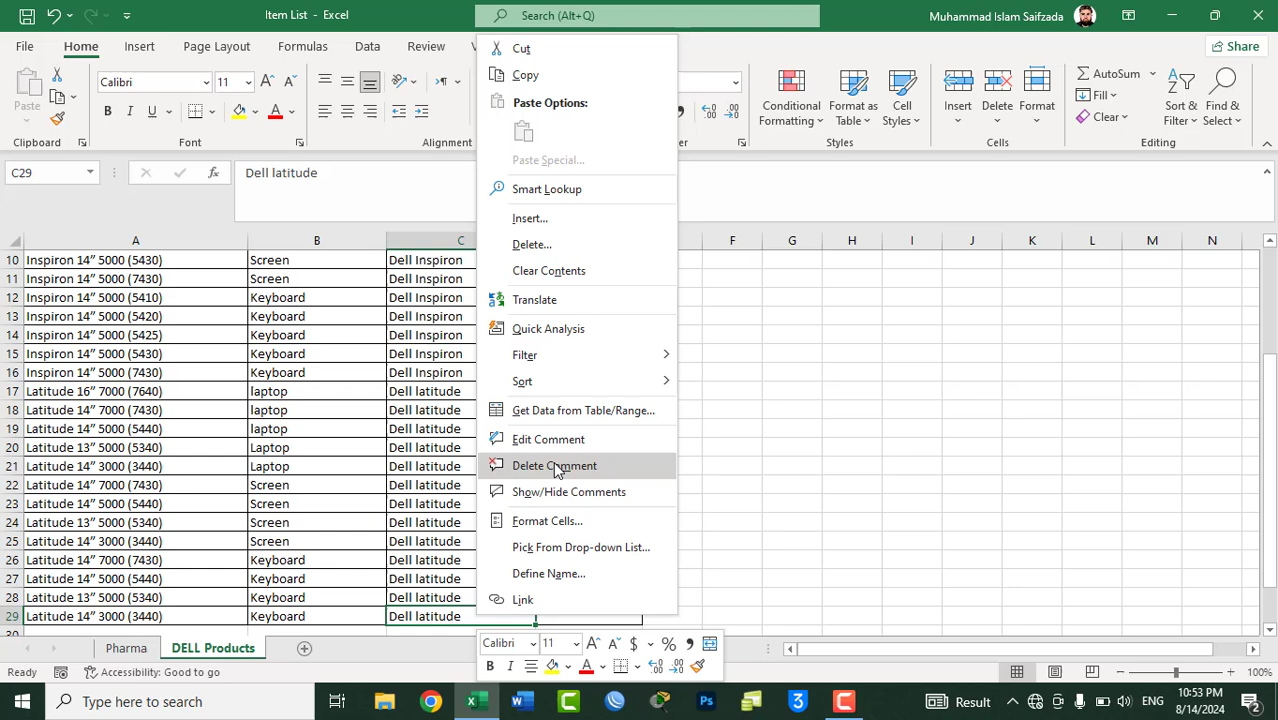 Item List - Excel
Search (Alt+Q)
Muhammad Islam Saifzada
File Home Insert Page Layout Formulas Data Review
Share
Paste
Calibri 11
B I U
Conditional Formatting
Format as Table
Cell Styles
Insert Delete Format
AutoSum
Fill
Clear
Sort & Filter
Find & Select
Clipboard Font Alignment Styles Cells Editing
C29
fx
Dell latitude
A B C F G H I J K L M N
10 Inspiron 14” 5000 (5430) Screen Dell Inspiron
11 Inspiron 14” 5000 (7430) Screen Dell Inspiron
12 Inspiron 14” 5000 (5410) Keyboard Dell Inspiron
13 Inspiron 14” 5000 (5420) Keyboard Dell Inspiron
14 Inspiron 14” 5000 (5425) Keyboard Dell Inspiron
15 Inspiron 14” 5000 (5430) Keyboard Dell Inspiron
16 Inspiron 14” 5000 (7430) Keyboard Dell Inspiron
17 Latitude 16” 7000 (7640) laptop Dell latitude
18 Latitude 14” 7000 (7430) laptop Dell latitude
19 Latitude 14” 5000 (5440) laptop Dell latitude
20 Latitude 13” 5000 (5340) Laptop Dell latitude
21 Latitude 14” 3000 (3440) Laptop Dell latitude
22 Latitude 14” 7000 (7430) Screen Dell latitude
23 Latitude 14” 5000 (5440) Screen Dell latitude
24 Latitude 13” 5000 (5340) Screen Dell latitude
25 Latitude 14” 3000 (3440) Screen Dell latitude
26 Latitude 14” 7000 (7430) Keyboard Dell latitude
27 Latitude 14” 5000 (5440) Keyboard Dell latitude
28 Latitude 13” 5000 (5340) Keyboard Dell latitude
29 Latitude 14” 3000 (3440) Keyboard Dell latitude
Cut
Copy
Paste Options:
Paste Special...
Smart Lookup
Insert...
Delete...
Clear Contents
Translate
Quick Analysis
Filter
Sort
Get Data from Table/Range...
Edit Comment
Delete Comment
Show/Hide Comments
Format Cells...
Pick From Drop-down List...
Define Name...
Link
Calibri 11 A A $ % ,
B I A
Pharma DELL Products
Ready Accessibility: Good to go 100%
Type here to search
Result
ENG
10:53 PM
8/14/2024
2